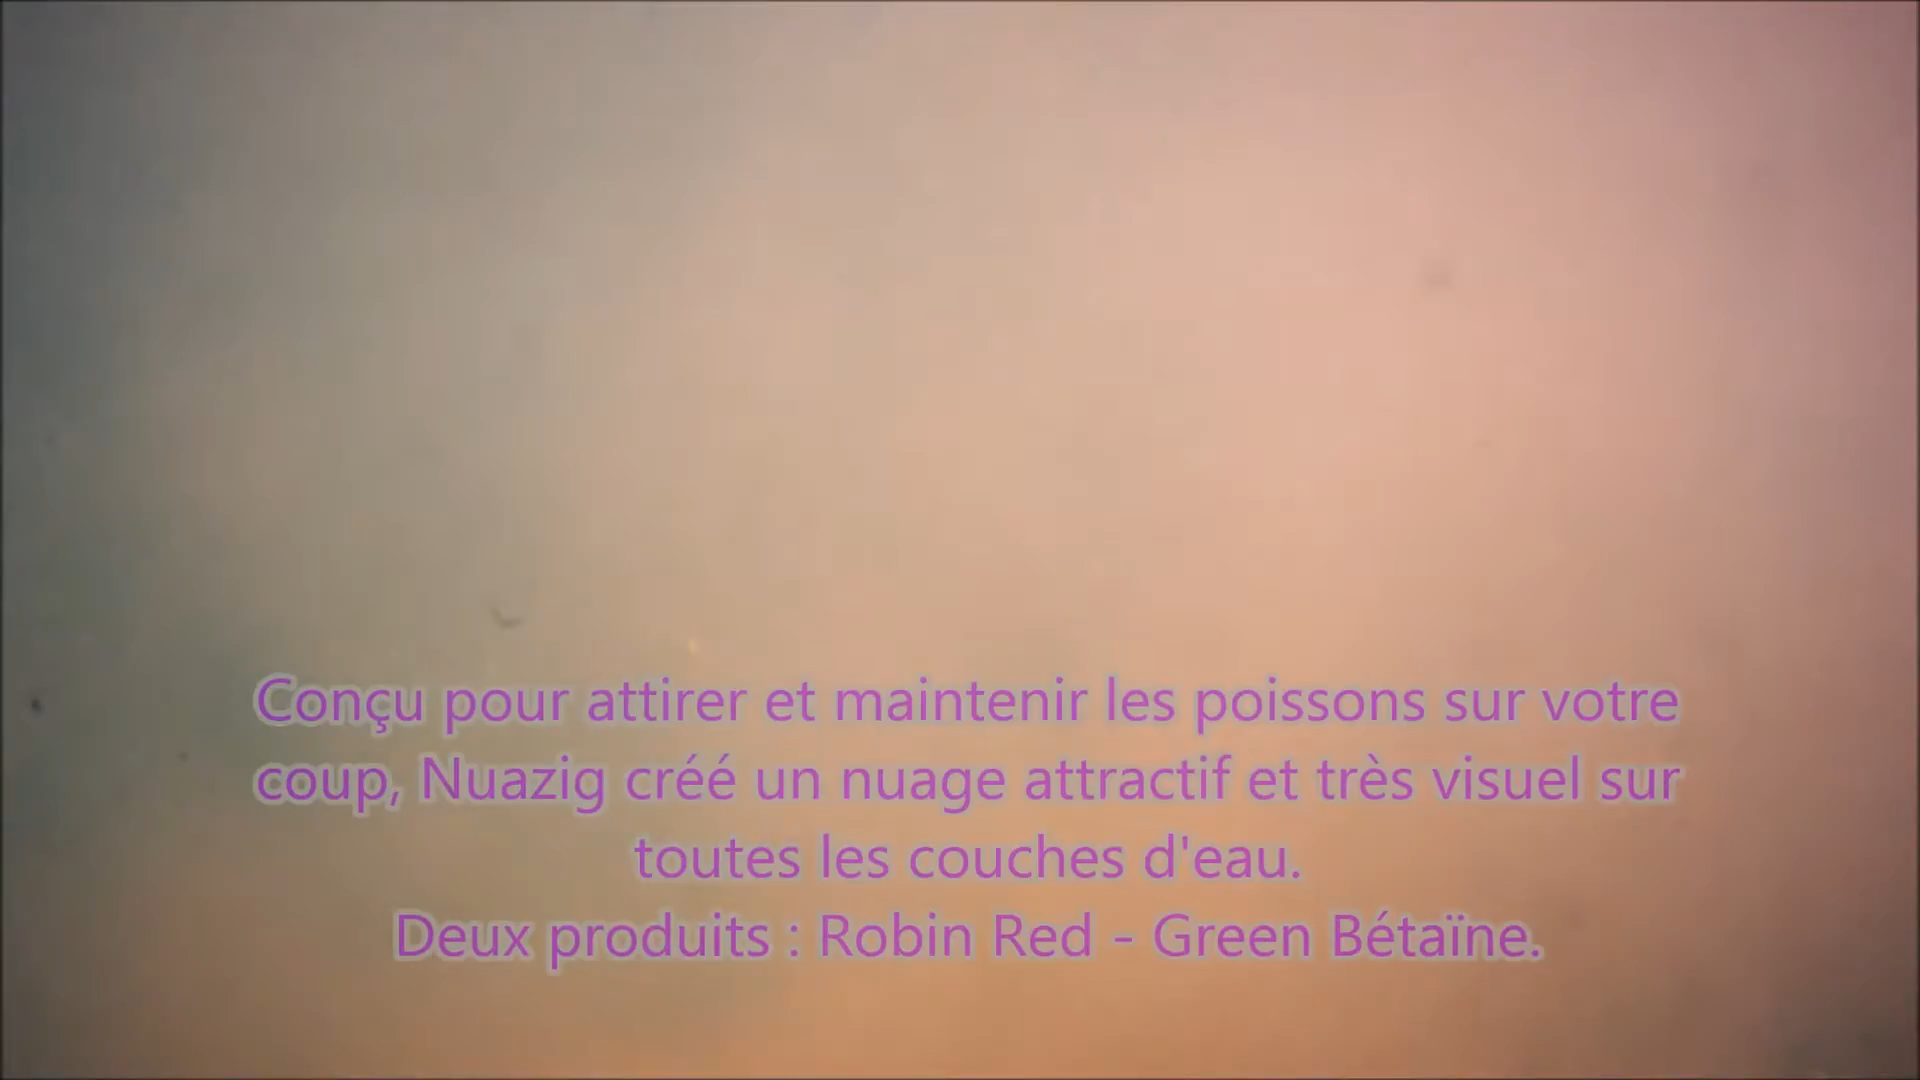 Conçu pour attirer et maintenir les poissons sur votre
coup, Nuazig créé un nuage attractif et très visuel sur
toutes les couches d'eau.
Deux produits : Robin Red - Green Bétaïne.